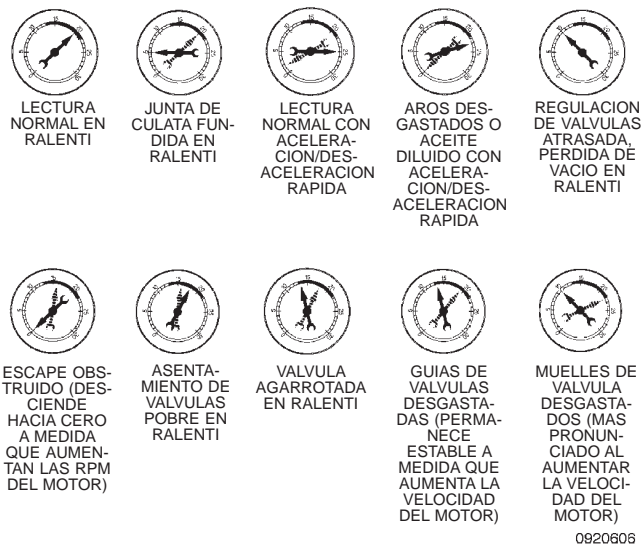 LECTURA
NORMAL EN
RALENTI
JUNTA DE
CULATA FUN-
DIDA EN
RALENTI
LECTURA
NORMAL CON
ACELERA-
CION/DES-
ACELERACION
RAPIDA
AROS DES-
GASTADOS O
ACEITE
DILUIDO CON
ACELERA-
CION/DES-
ACELERACION
RAPIDA
REGULACION
DE VALVULAS
ATRASADA,
PERDIDA DE
VACIO EN
RALENTI
ESCAPE OBS-
TRUIDO (DES-
CIENDE
HACIA CERO
A MEDIDA
QUE AUMEN-
TAN LAS RPM
DEL MOTOR)
ASENTA-
MIENTO DE
VALVULAS
POBRE EN
RALENTI
VALVULA
AGARROTADA
EN RALENTI
GUIAS DE
VALVULAS
DESGASTA-
DAS (PERMA-
NECE
ESTABLE A
MEDIDA QUE
AUMENTA LA
VELOCIDAD
DEL MOTOR)
MUELLES DE
VALVULA
DESGASTA-
DOS (MAS
PRONUN-
CIADO AL
AUMENTAR
LA VELOCI-
DAD DEL
MOTOR)
0920606